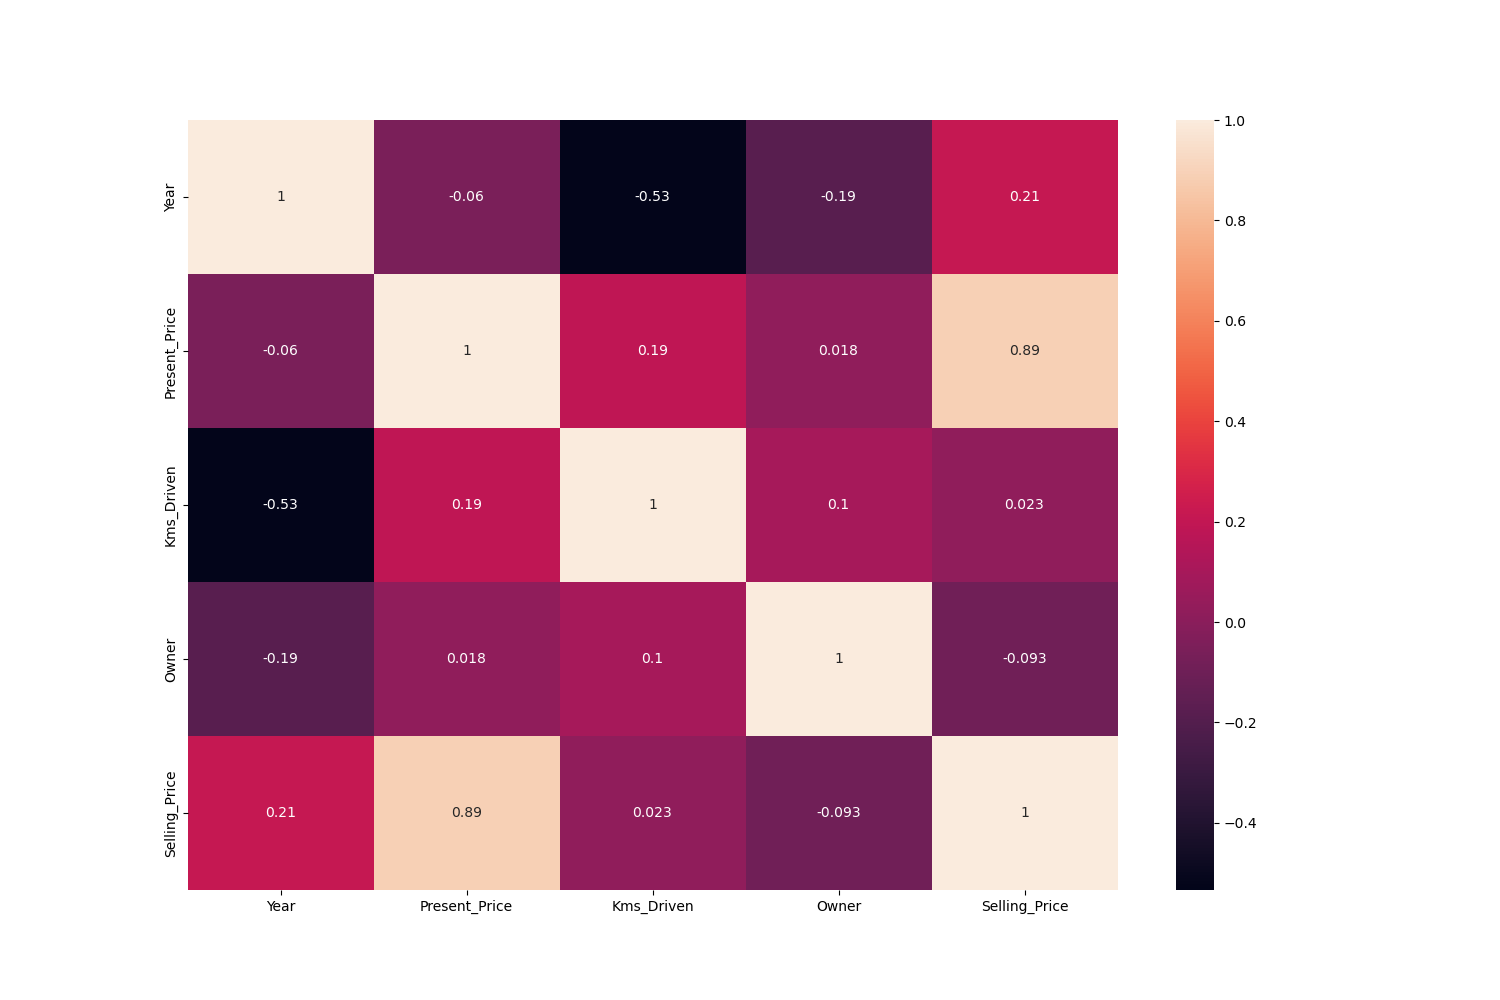 Year 1 -0.06 -0.53 -0.19 0.21
Present_Price -0.06 1 0.19 0.018 0.89
Kms_Driven -0.53 0.19 1 0.1 0.023
Owner -0.19 0.018 0.1 1 -0.093
Selling_Price 0.21 0.89 0.023 -0.093 1
Year Present_Price Kms_Driven Owner Selling_Price
1.0
0.8
0.6
0.4
0.2
0.0
−0.2
−0.4